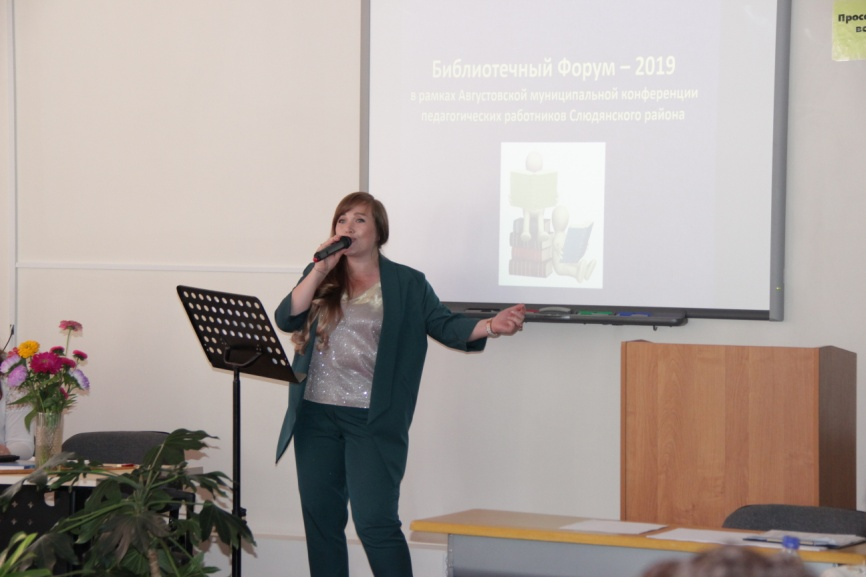 Библиотечный Форум – 2019
в рамках Августовской муниципальной конференции
педагогических работников Слюдянского района